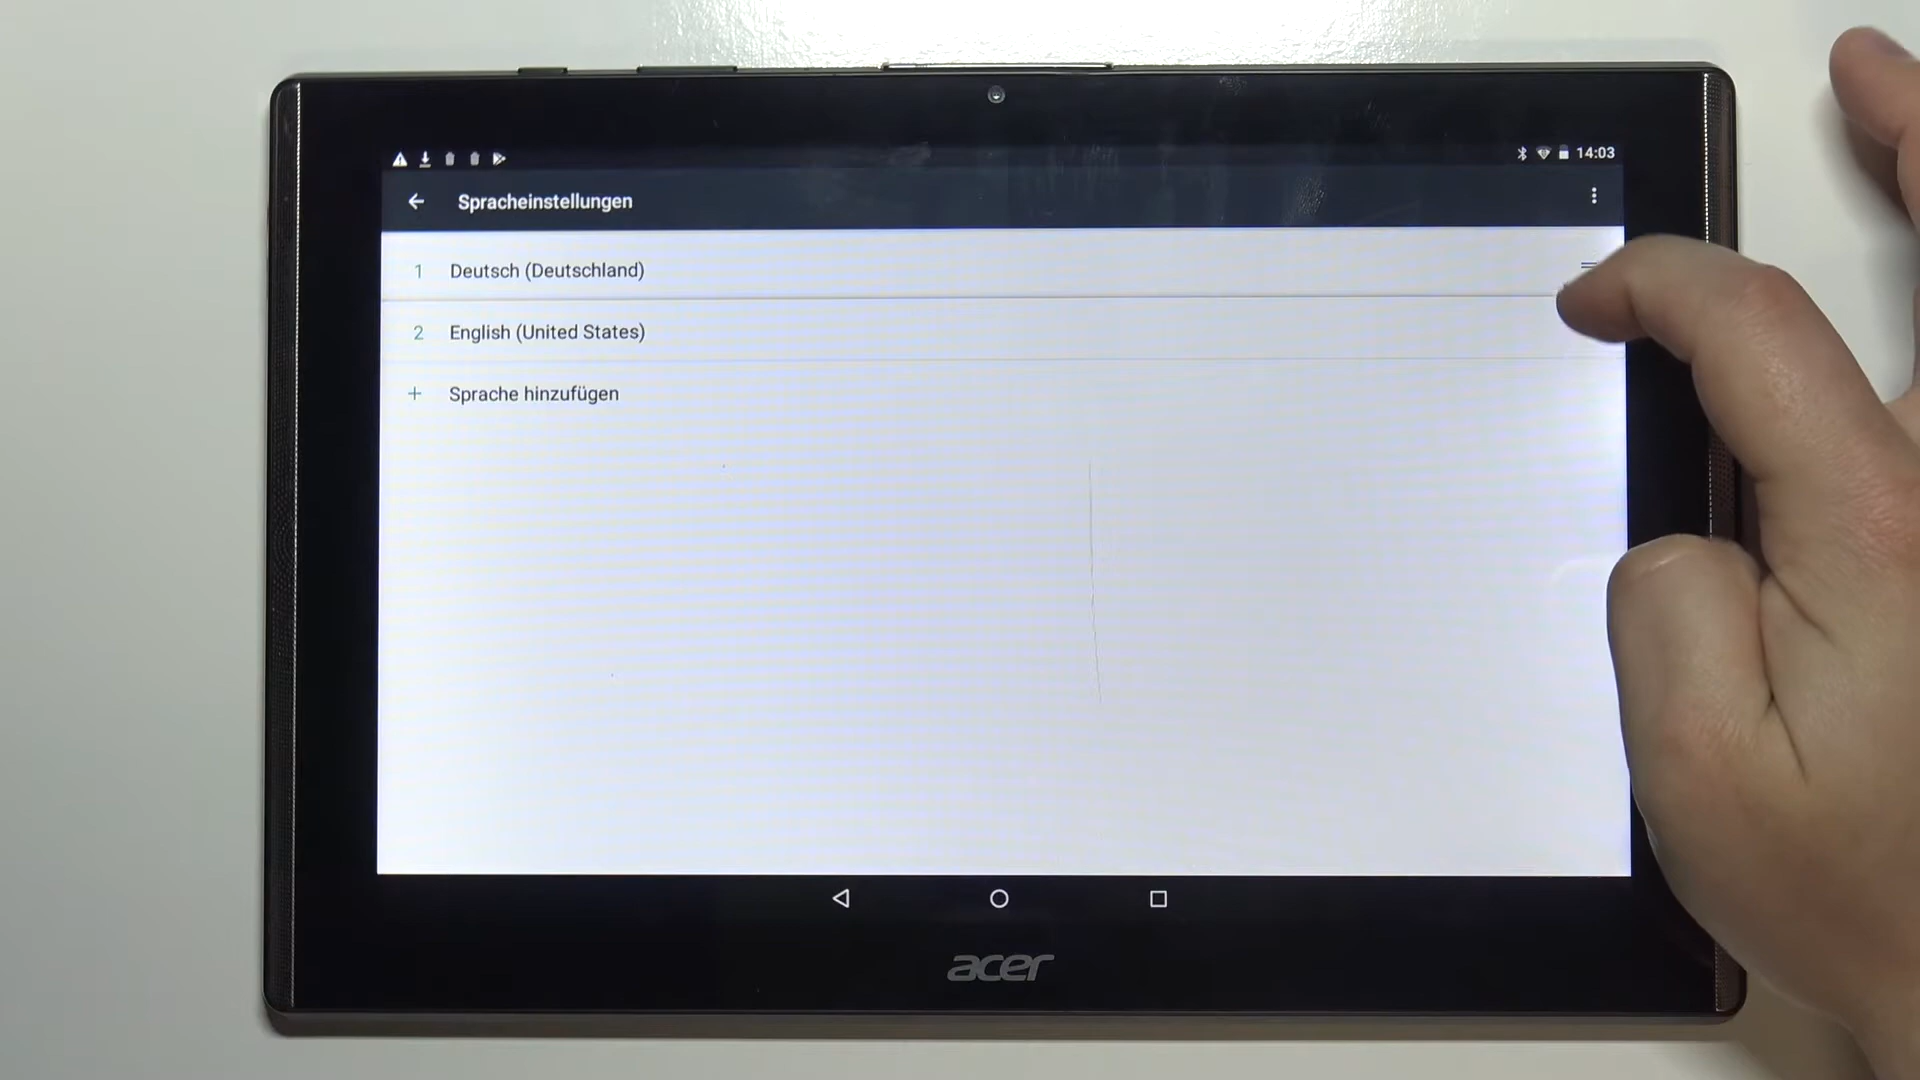 14:03
Spracheinstellungen
1 Deutsch (Deutschland)
2 English (United States)
+ Sprache hinzufügen
acer